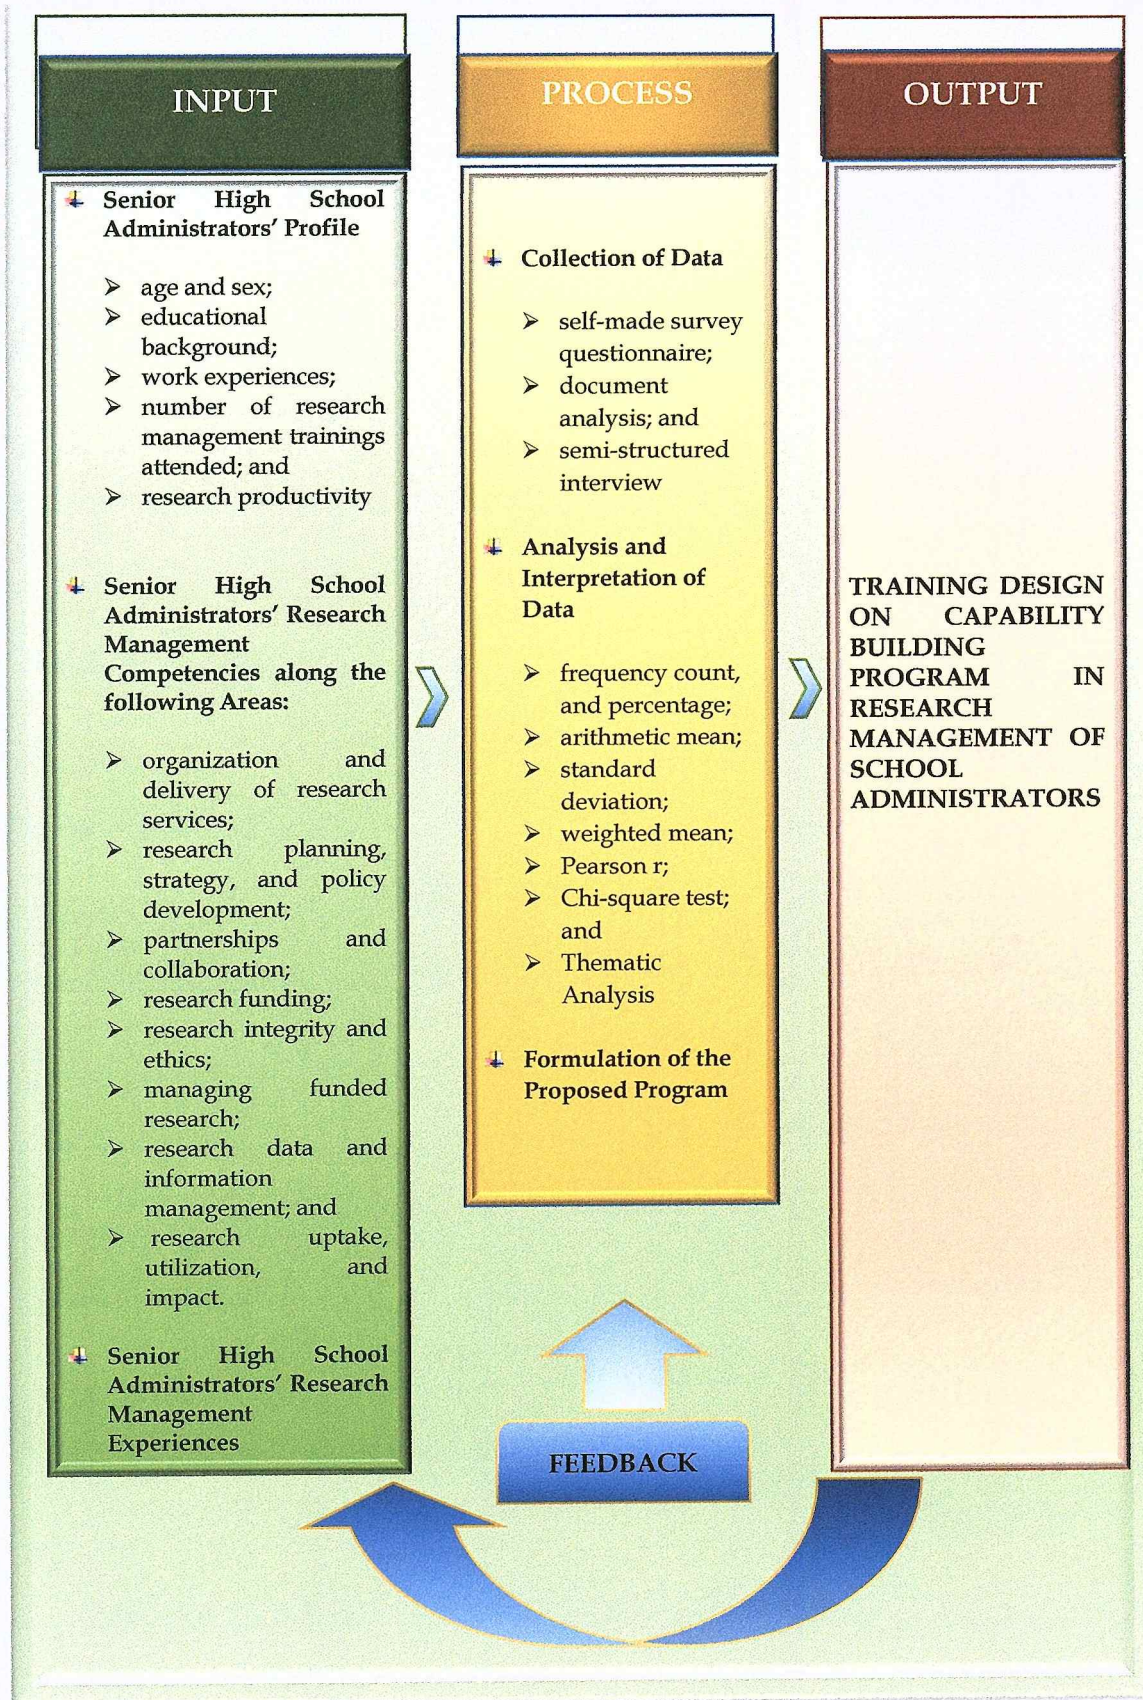 INPUT
Senior High School
Administrators' Profile
➢ age and sex;
➢ educational
background;
➢ work experiences;
➢ number of research
management trainings
attended; and
➢ research productivity
Senior High School
Administrators' Research
Management
Competencies along the
following Areas:
➢ organization and
delivery of research
services;
➢ research planning,
strategy, and policy
development;
➢ partnerships and
collaboration;
➢ research funding;
➢ research integrity and
ethics;
➢ managing funded
research;
➢ research data and
information
management; and
➢ research uptake,
utilization, and
impact.
Senior High School
Administrators' Research
Management
Experiences
PROCESS
Collection of Data
➢ self-made survey
questionnaire;
➢ document
analysis; and
➢ semi-structured
interview
Analysis and
Interpretation of
Data
➢ frequency count,
and percentage;
➢ arithmetic mean;
➢ standard
deviation;
➢ weighted mean;
➢ Pearson r;
➢ Chi-square test;
and
➢ Thematic
Analysis
Formulation of the
Proposed Program
OUTPUT
TRAINING DESIGN
ON CAPABILITY
BUILDING
PROGRAM IN
RESEARCH
MANAGEMENT OF
SCHOOL
ADMINISTRATORS
FEEDBACK